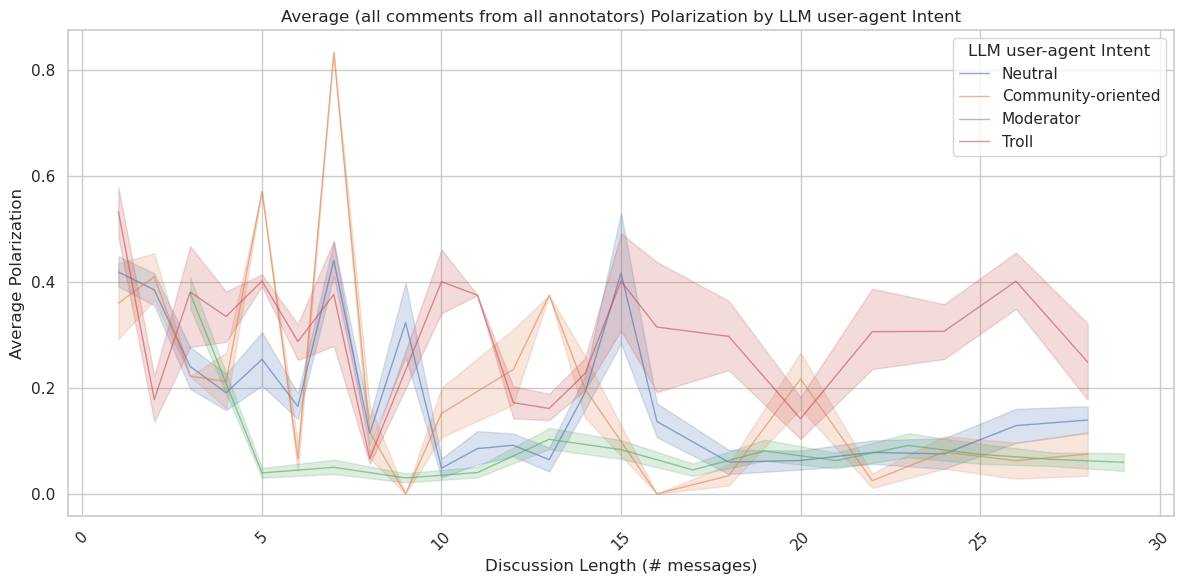 Average (all comments from all annotators) Polarization by LLM user-agent Intent
LLM user-agent Intent
Neutral
Community-oriented
Moderator
Troll
Average Polarization
0.8
0.6
0.4
0.2
0.0
0
5
10
15
20
25
30
Discussion Length (# messages)